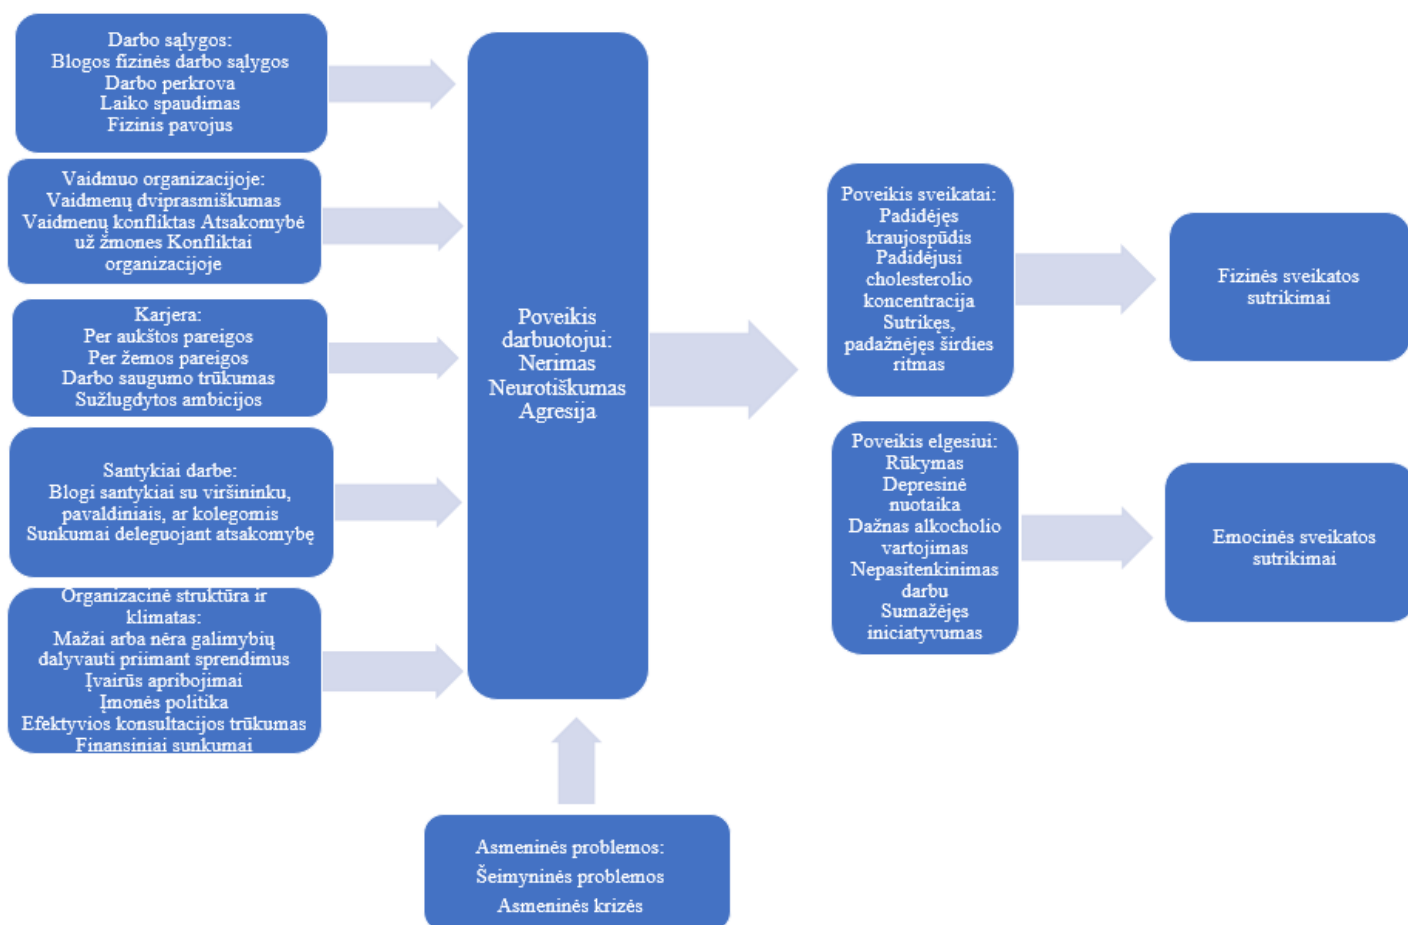 Darbo sąlygos:
Blogos fizinės darbo sąlygos
Darbo perkrova
Laiko spaudimas
Fizinis pavojus
Vaidmuo organizacijoje:
Vaidmenų dviprasmiškumas
Vaidmenų konfliktas Atsakomybė
už žmones Konfliktai
organizacijoje
Karjera:
Per aukštos pareigos
Per žemos pareigos
Darbo saugumo trūkumas
Sužlugdytos ambicijos
Santykiai darbe:
Blogi santykiai su viršininku,
pavaldiniais, ar kolegomis
Sunkumai deleguojant atsakomybę
Organizacinė struktūra ir
klimatas:
Mažai arba nėra galimybių
dalyvauti priimant sprendimus
Įvairūs apribojimai
Įmonės politika
Efektyvios konsultacijos trūkumas
Finansiniai sunkumai
Asmeninės problemos:
Šeimyninės problemos
Asmeninės krizės
Poveikis
darbuotojui:
Nerimas
Neurotiškumas
Agresija
Poveikis sveikatai:
Padidėjęs
kraujospūdis
Padidėjusi
cholesterolio
koncentracija
Sutrikęs,
padažnėjęs širdies
ritmas
Poveikis elgesiui:
Rūkymas
Depresinė
nuotaika
Dažnas alkocholio
vartojimas
Nepasitenkinimas
darbu
Sumažėjęs
iniciatyvumas
Fizinės sveikatos
sutrikimai
Emocinės sveikatos
sutrikimai